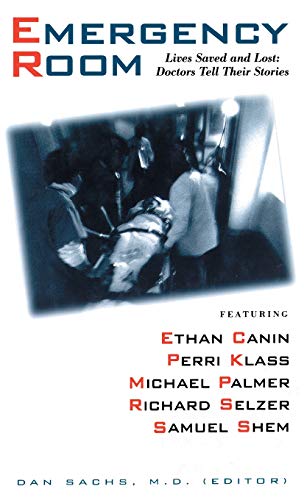 EMERGENCY
ROOM
Lives Saved and Lost:
Doctors Tell Their Stories
FEATURING
ETHAN CANIN
PERRI KLASS
MICHAEL PALMER
RICHARD SELZER
SAMUEL SHEM
DAN SACHS, M.D. (EDITOR)